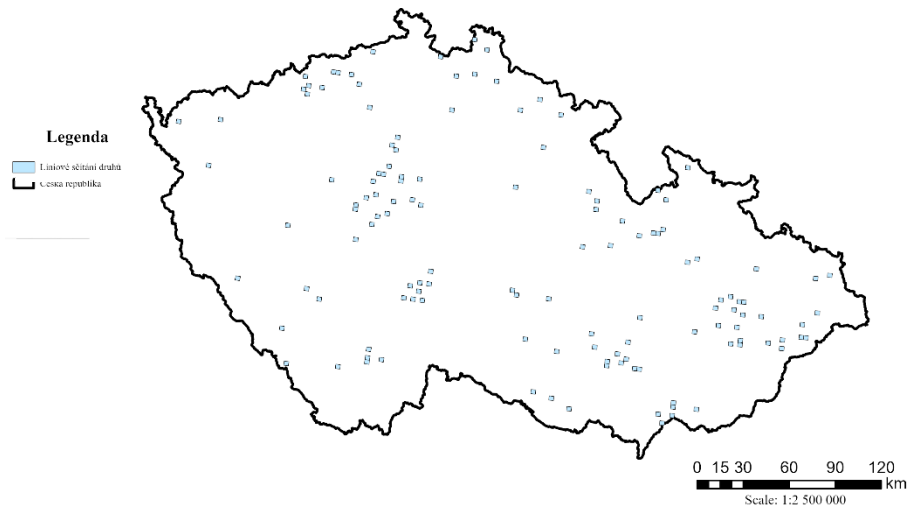 Legenda
Liniové sčítání druhů
Česká republika
0 15 30 60 90 120
km
Scale: 1:2 500 000